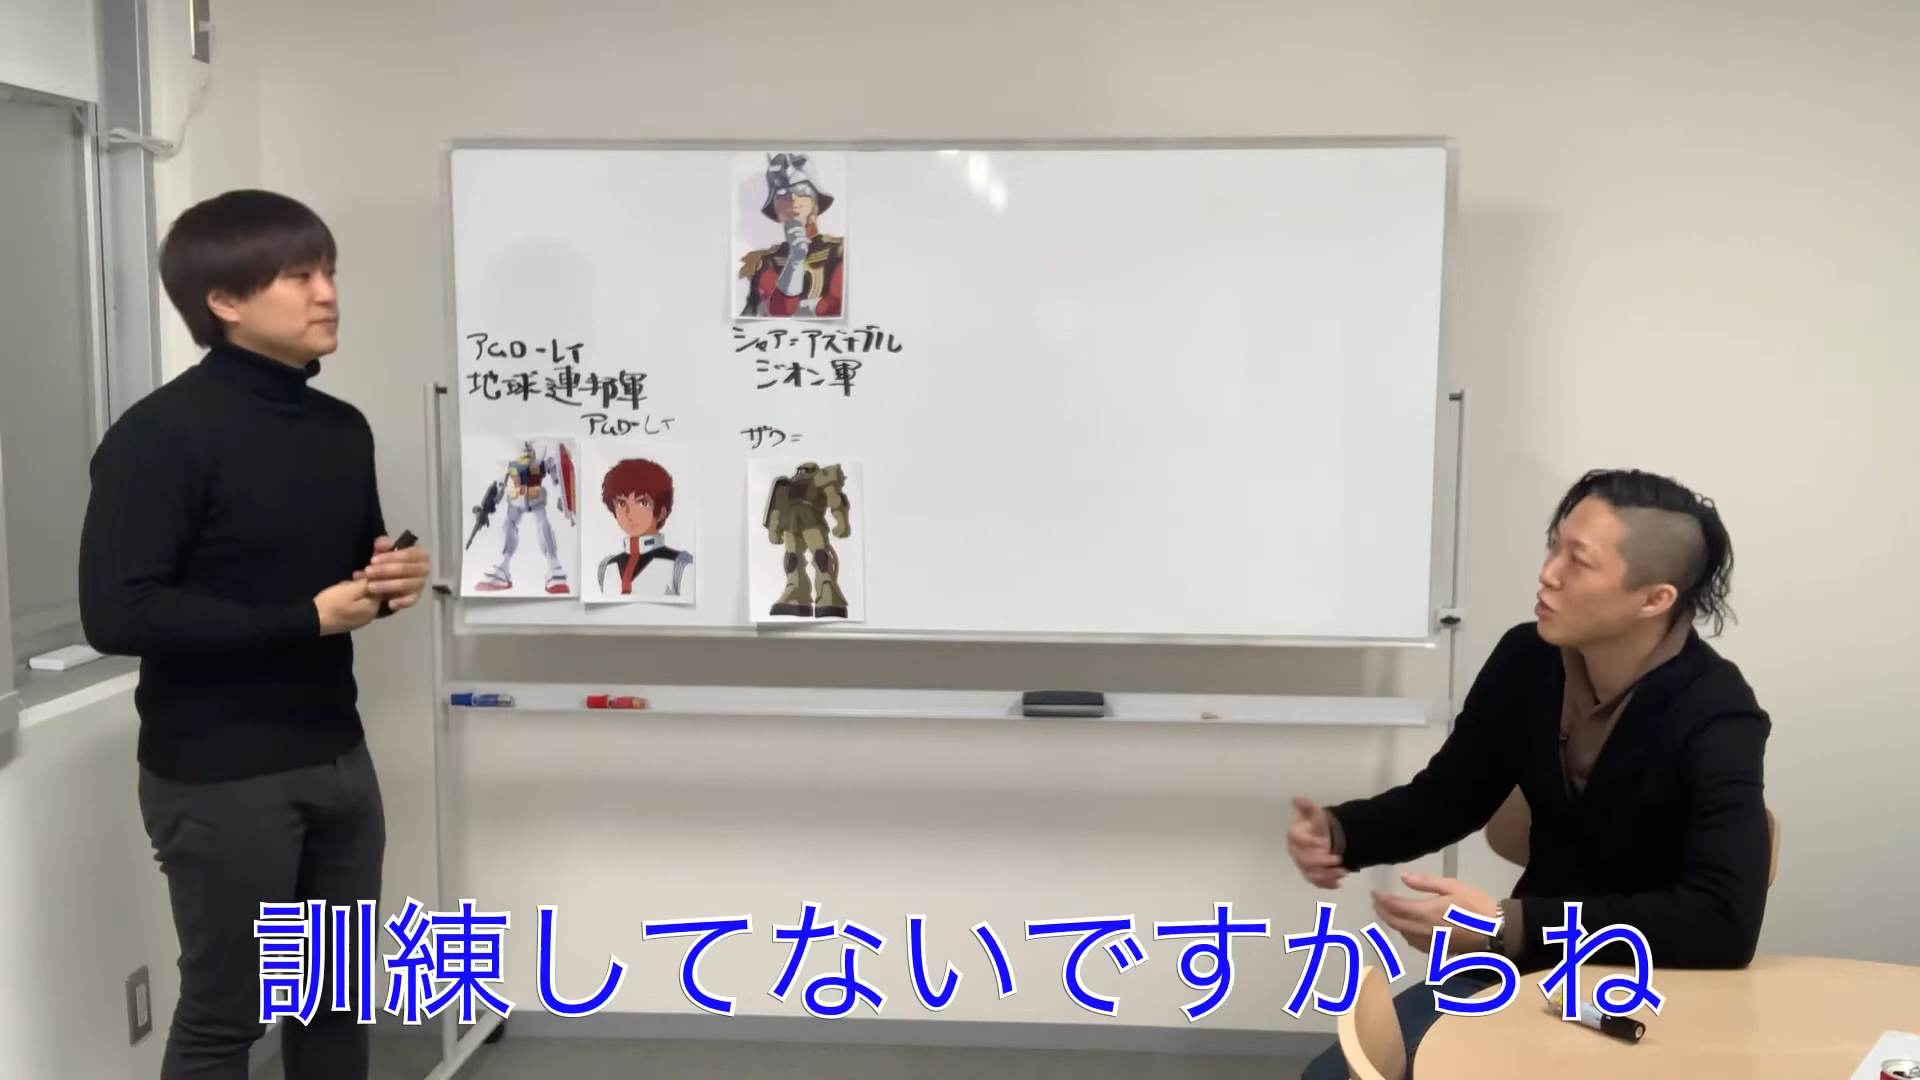 アムロ・レイ
地球連邦軍
アムロ・レイ
シャア=アズナブル
ジオン軍
ザク=
訓練してないですからね